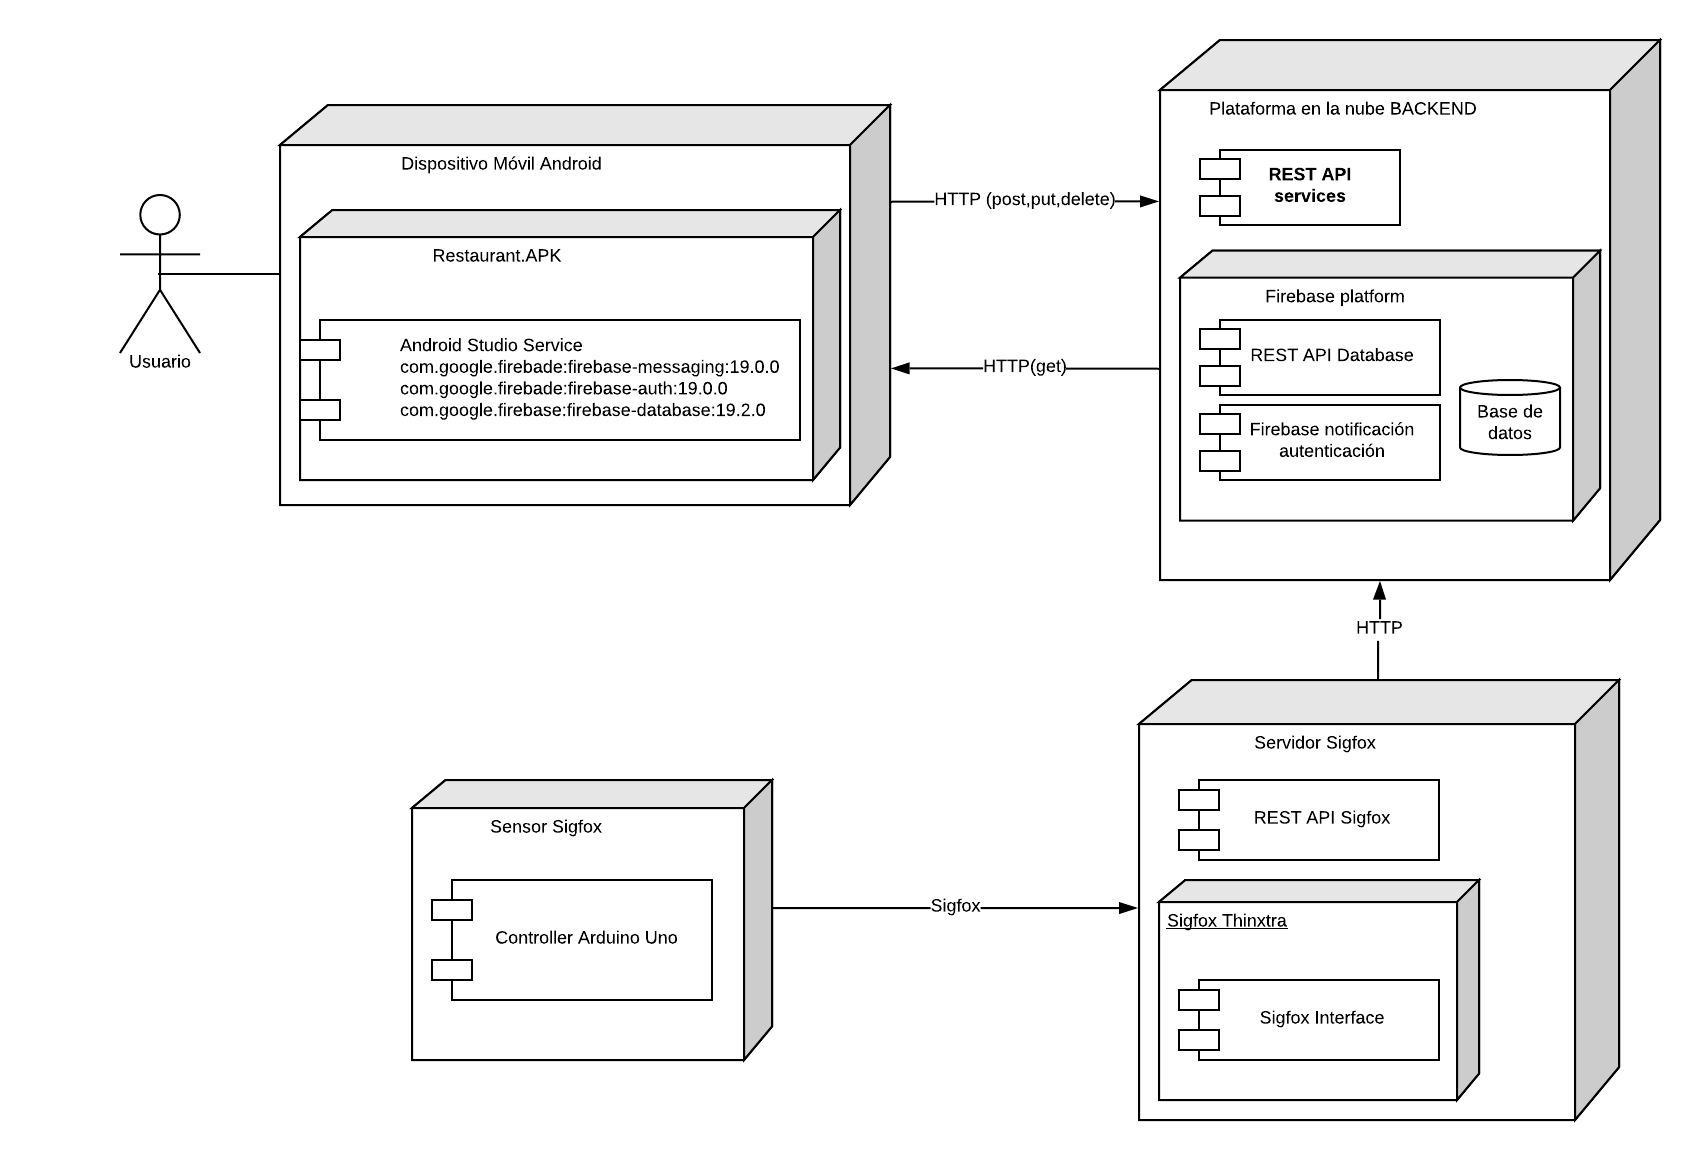 Plataforma en la nube BACKEND
REST API
services
Dispositivo Móvil Android
HTTP (post,put,delete)
Restaurant.APK
Firebase platform
Android Studio Service
com.google.firebade:firebase-messaging:19.0.0
com.google.firebade:firebase-auth:19.0.0
com.google.firebase:firebase-database:19.2.0
Usuario
HTTP(get)
REST API Database
Base de
datos
Firebase notificación
autenticación
HTTP
Servidor Sigfox
REST API Sigfox
Sensor Sigfox
Controller Arduino Uno
Sigfox
Sigfox Thinxtra
Sigfox Interface